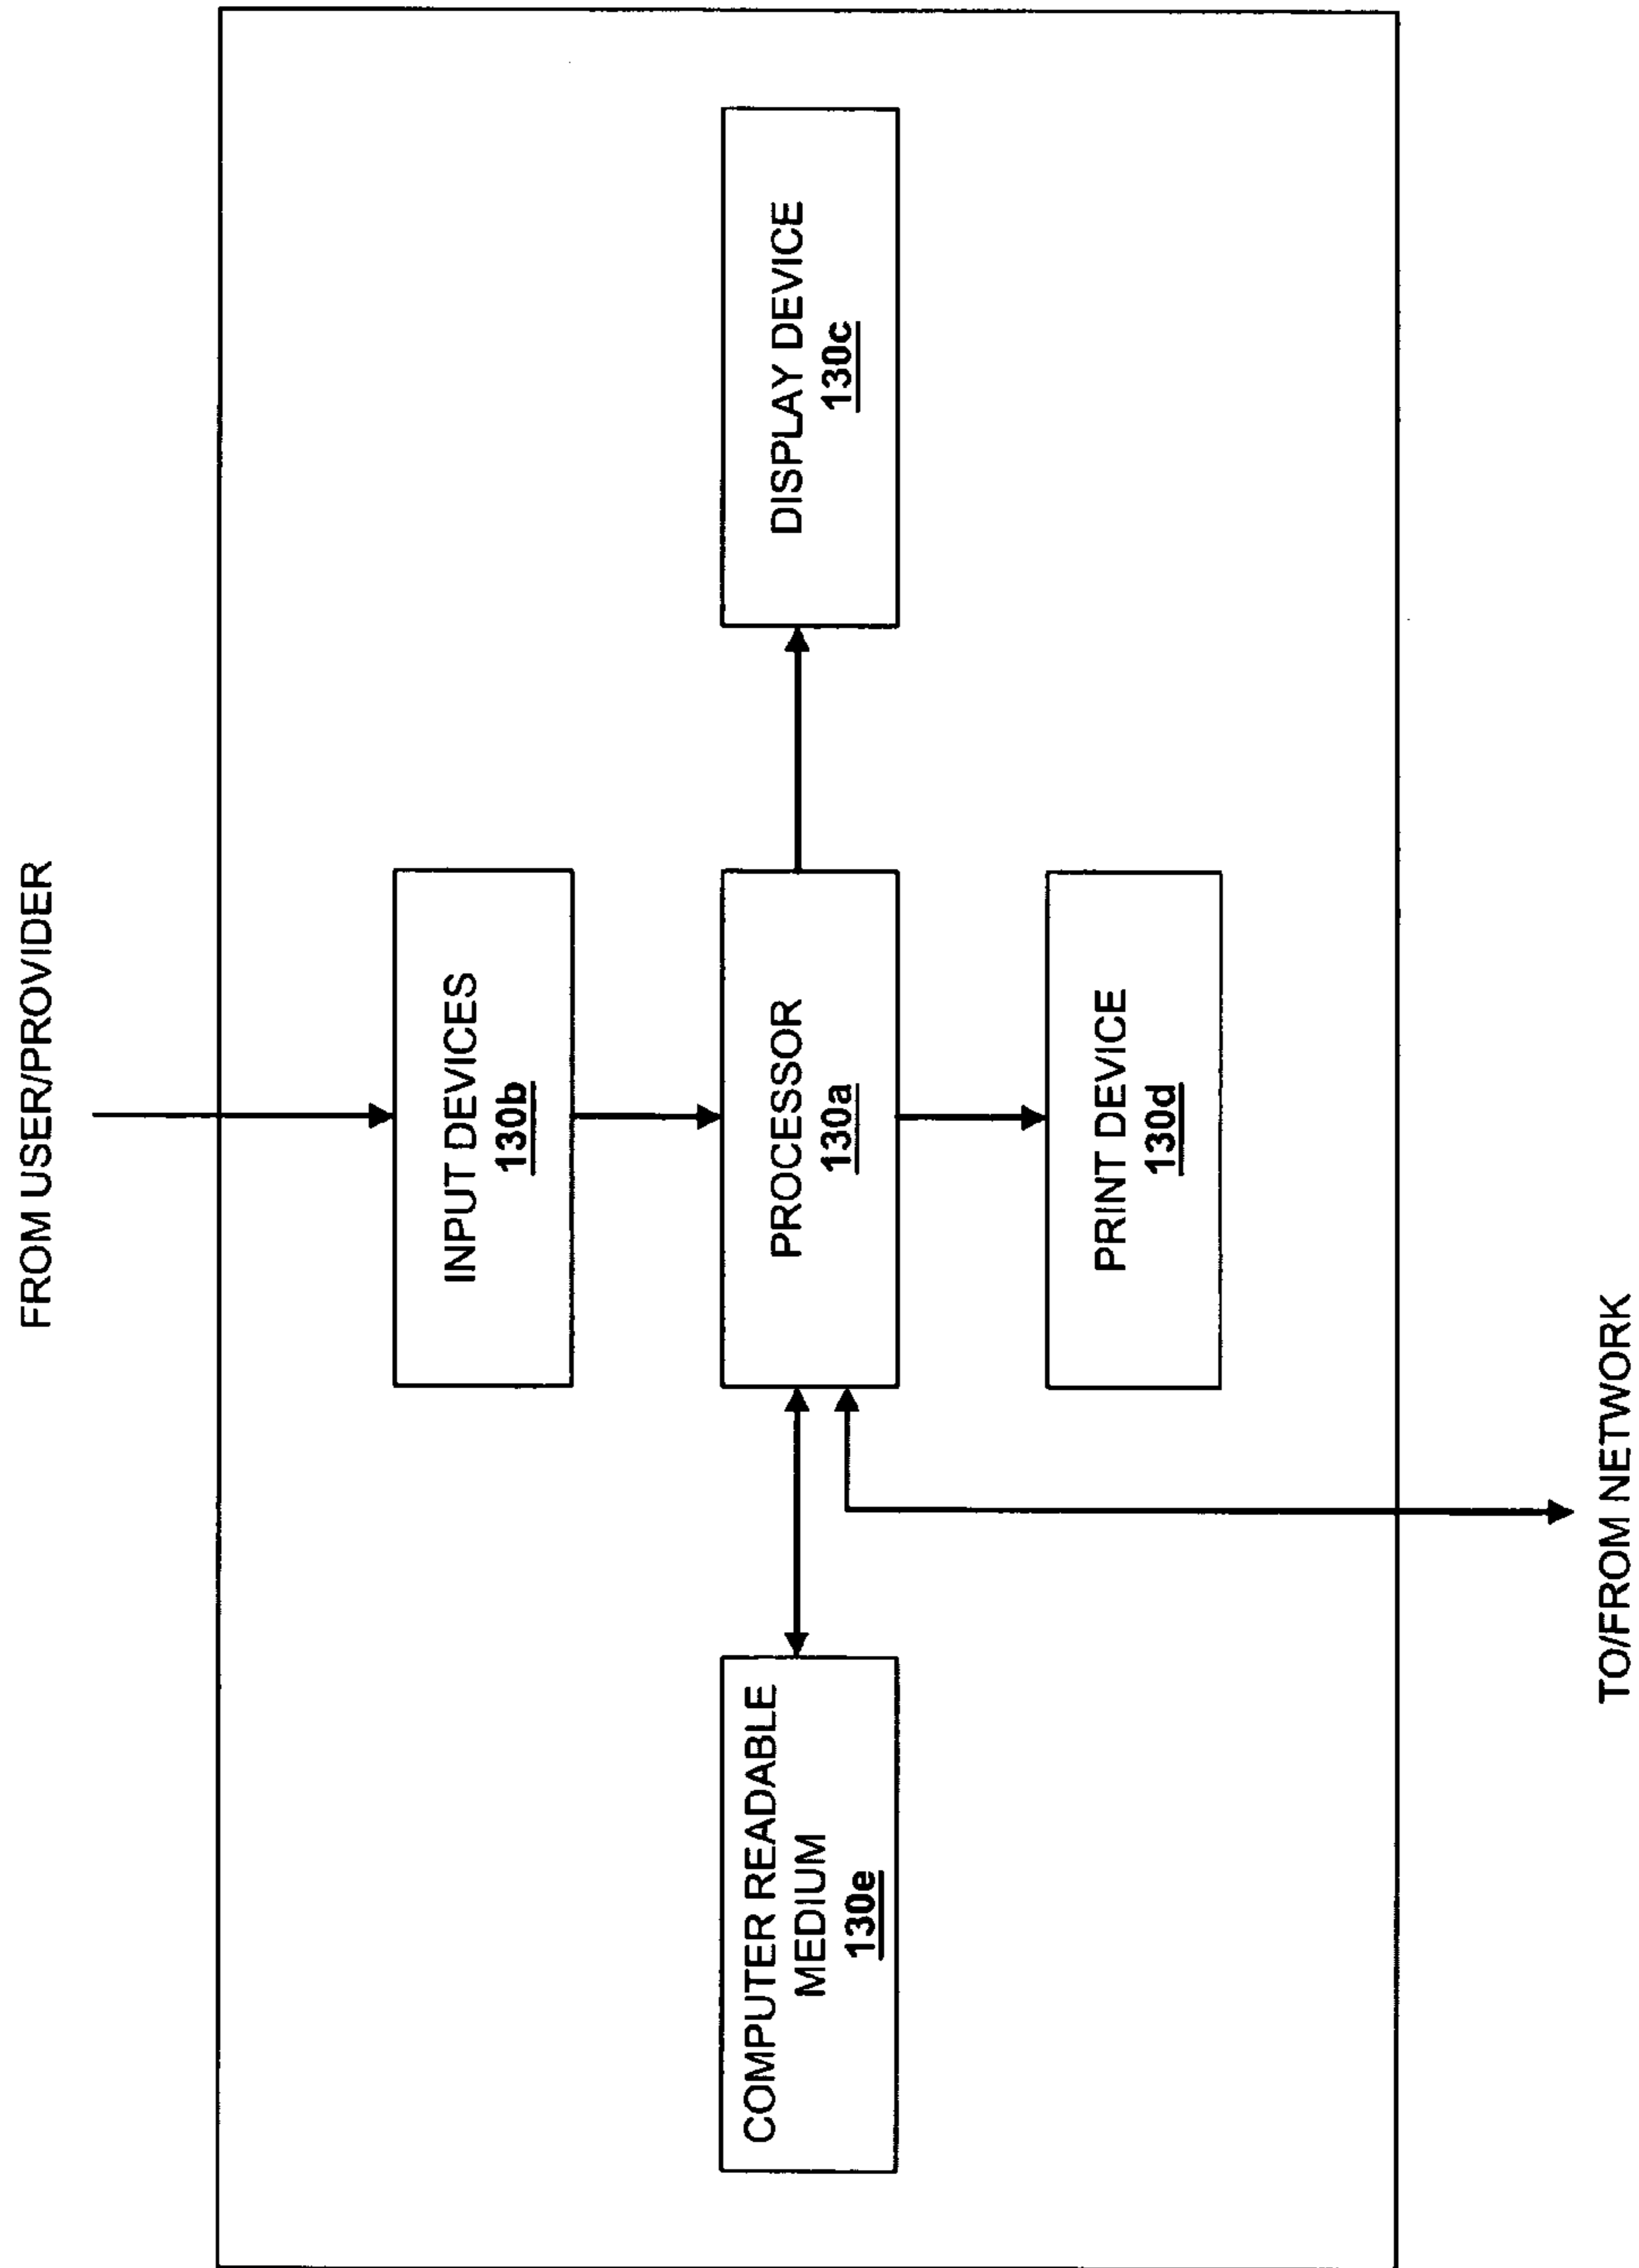 FROM USER/PROVIDER
INPUT DEVICES
130b
COMPUTER READABLE
MEDIUM
130e
PROCESSOR
130a
DISPLAY DEVICE
130c
PRINT DEVICE
130d
TO/FROM NETWORK